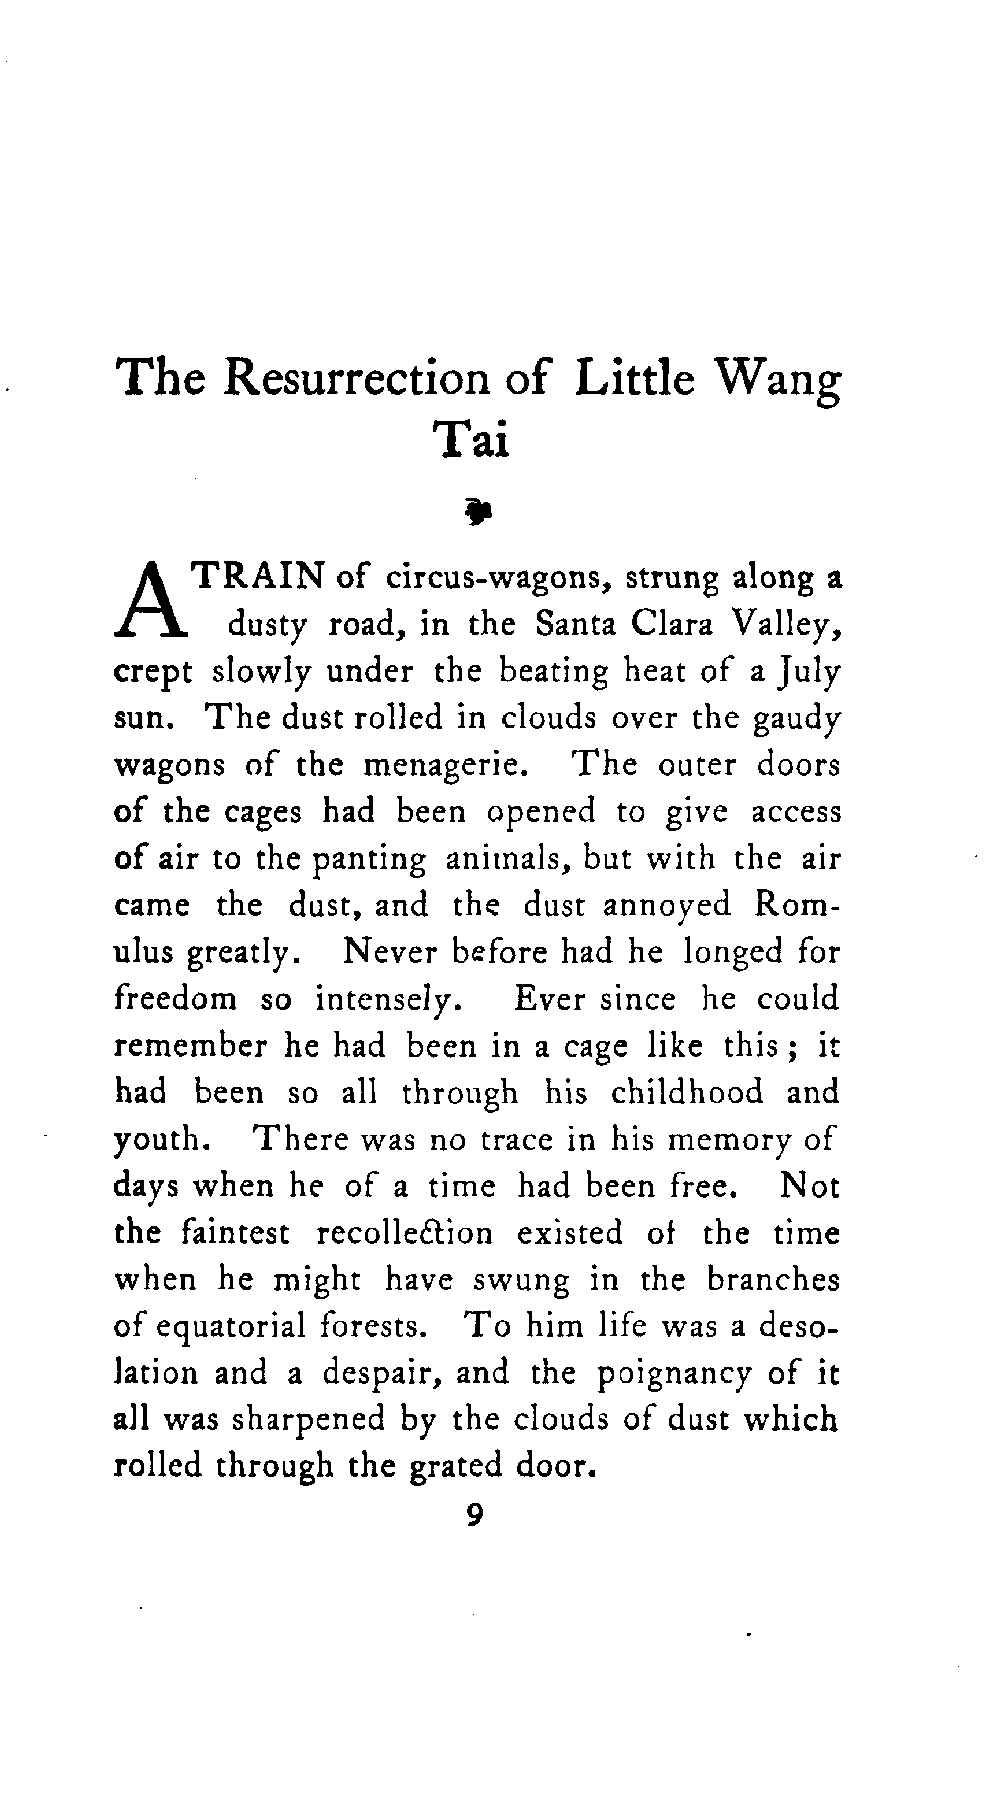 The Resurrection of Little Wang
Tai
A TRAIN of circus-wagons, strung along a
dusty road, in the Santa Clara Valley,
crept slowly under the beating heat of a July
sun. The dust rolled in clouds over the gaudy
wagons of the menagerie. The outer doors
of the cages had been opened to give access
of air to the panting animals, but with the air
came the dust, and the dust annoyed Rom-
ulus greatly. Never before had he longed for
freedom so intensely. Ever since he could
remember he had been in a cage like this ; it
had been so all through his childhood and
youth. There was no trace in his memory of
days when he of a time had been free. Not
the faintest recollection existed of the time
when he might have swung in the branches
of equatorial forests. To him life was a deso-
lation and a despair, and the poignancy of it
all was sharpened by the clouds of dust which
rolled through the grated door.
9